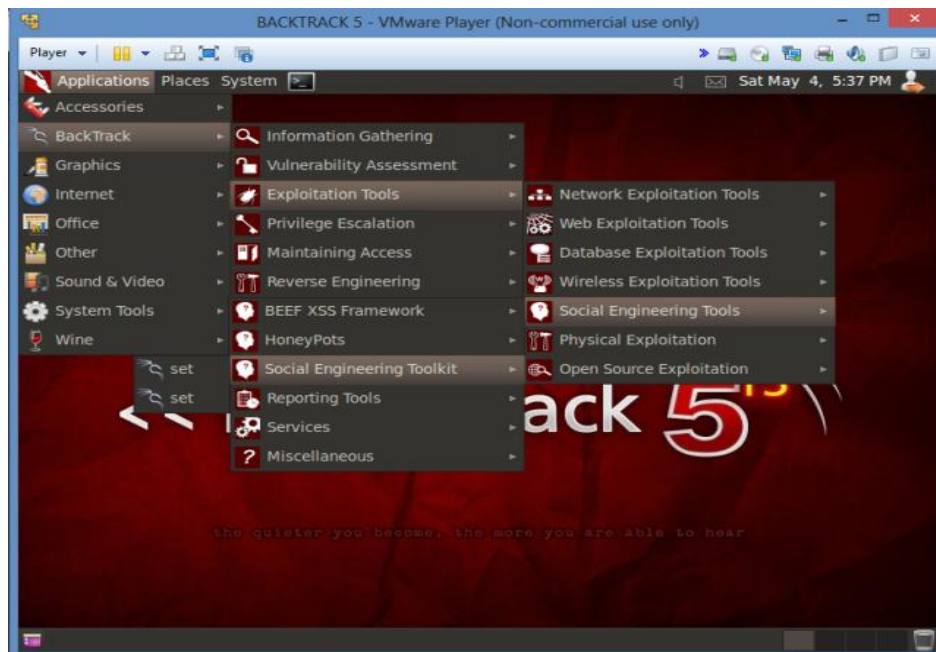 BACKTRACK 5 - VMware Player (Non-commercial use only)
Player
Applications Places System
Sat May 4, 5:37 PM
Accessories
BackTrack
Graphics
Internet
Office
Other
Sound & Video
System Tools
Wine
Information Gathering
Vulnerability Assessment
Exploitation Tools
Privilege Escalation
Maintaining Access
Reverse Engineering
BEEF XSS Framework
HoneyPots
Social Engineering Toolkit
Reporting Tools
Services
Miscellaneous
Network Exploitation Tools
Web Exploitation Tools
Database Exploitation Tools
Wireless Exploitation Tools
Social Engineering Tools
Physical Exploitation
Open Source Exploitation
set
set
<< ack 5
the quieter you become, the more you are able to hear